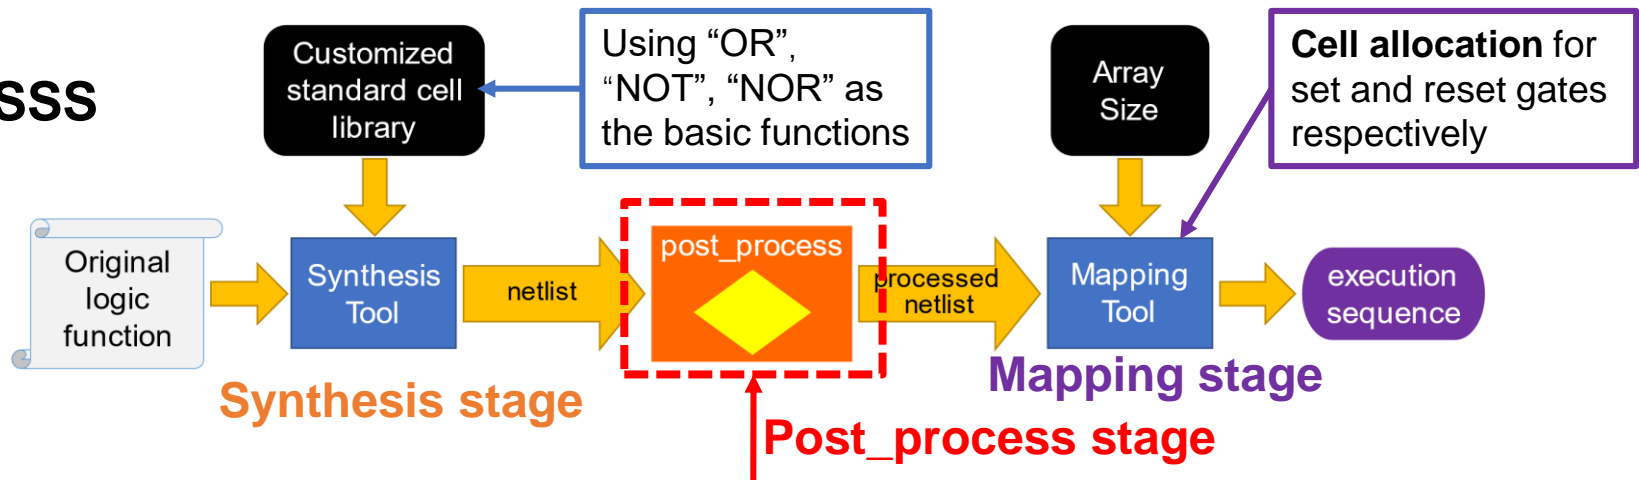 SSS
Customized
standard cell
library
Using “OR”,
“NOT”, “NOR” as
the basic functions
Array
Size
Cell allocation for
set and reset gates
respectively
Original
logic
function
Synthesis
Tool
netlist
post_process
processed
netlist
Mapping
Tool
execution
sequence
Synthesis stage
Mapping stage
Post_process stage